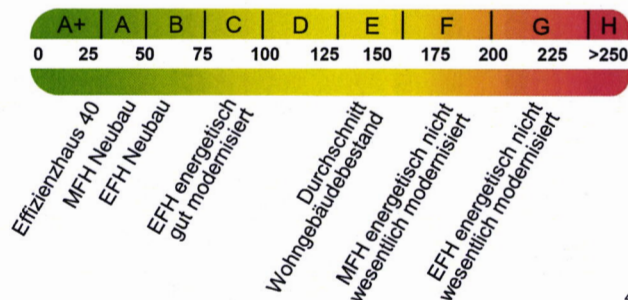 A+ A B C D E F G H
0 25 50 75 100 125 150 175 200 225 >250
Effizienzhaus 40
MFH Neubau
EFH Neubau
EFH energetisch
gut modernisiert
Durchschnitt
Wohngebäudebestand
MFH energetisch nicht
wesentlich modernisiert
EFH energetisch nicht
wesentlich modernisiert